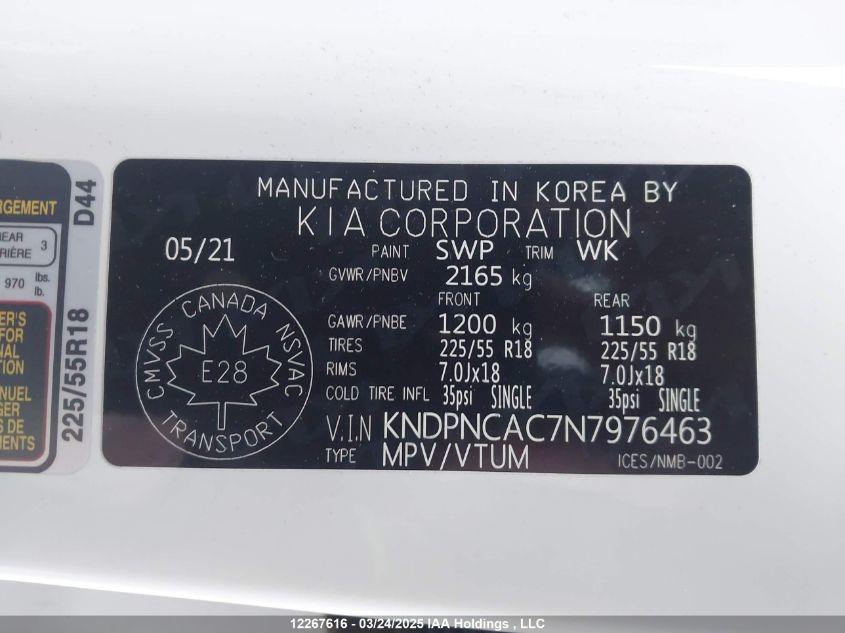 MANUFACTURED IN KOREA BY
KIA CORPORATION
05/21 PAINT SWP TRIM WK
GVWR/PNBV 2165 kg
FRONT REAR
GAWR/PNBE 1200 kg 1150 kg
TIRES 225/55 R18 225/55 R18
RIMS 7.0Jx18 7.0Jx18
COLD TIRE INFL 35psi SINGLE 35psi SINGLE
V.I.N KNDPNCAC7N7976463
TYPE MPV/VTUM ICES/NMB-002
CANADA
CMVSS NSVAC
E28
TRANSPORT
225/55R18 D44
3
970 lbs.
lb.
12267616 - 03/24/2025 IAA Holdings , LLC